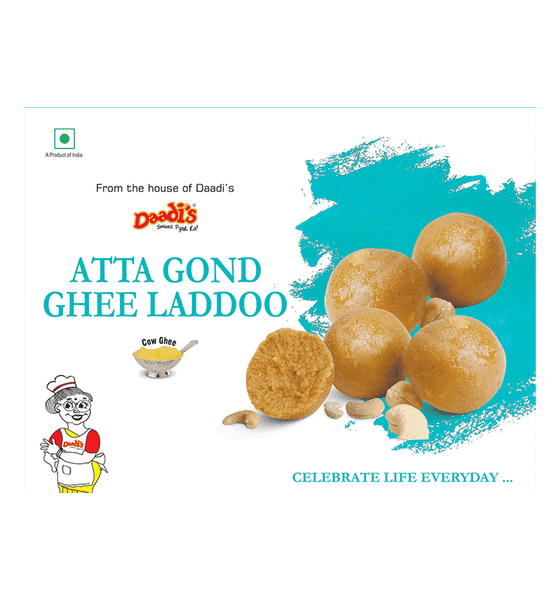 A Product of India
From the house of Daadi's
Daadi's
Swaad Pyar Ka!
ATTA GOND
GHEE LADDOO
Cow Ghee
Daadi's
CELEBRATE LIFE EVERYDAY ...